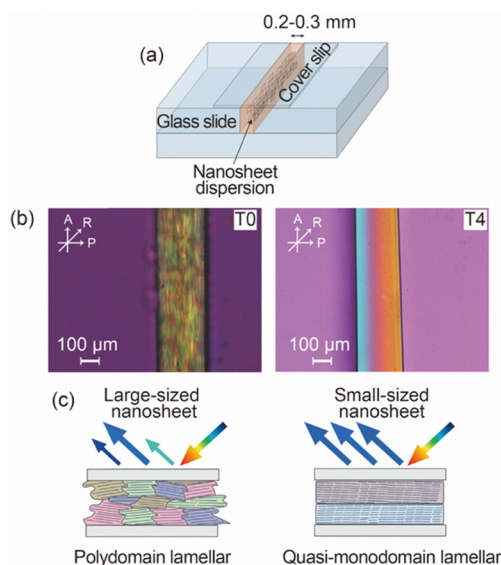 0.2-0.3 mm
(a)
Cover slip
Glass slide
Nanosheet
dispersion
(b)
A
R
P
T0
100 µm
A
R
P
T4
100 µm
(c)
Large-sized
nanosheet
Small-sized
nanosheet
Polydomain lamellar
Quasi-monodomain lamellar